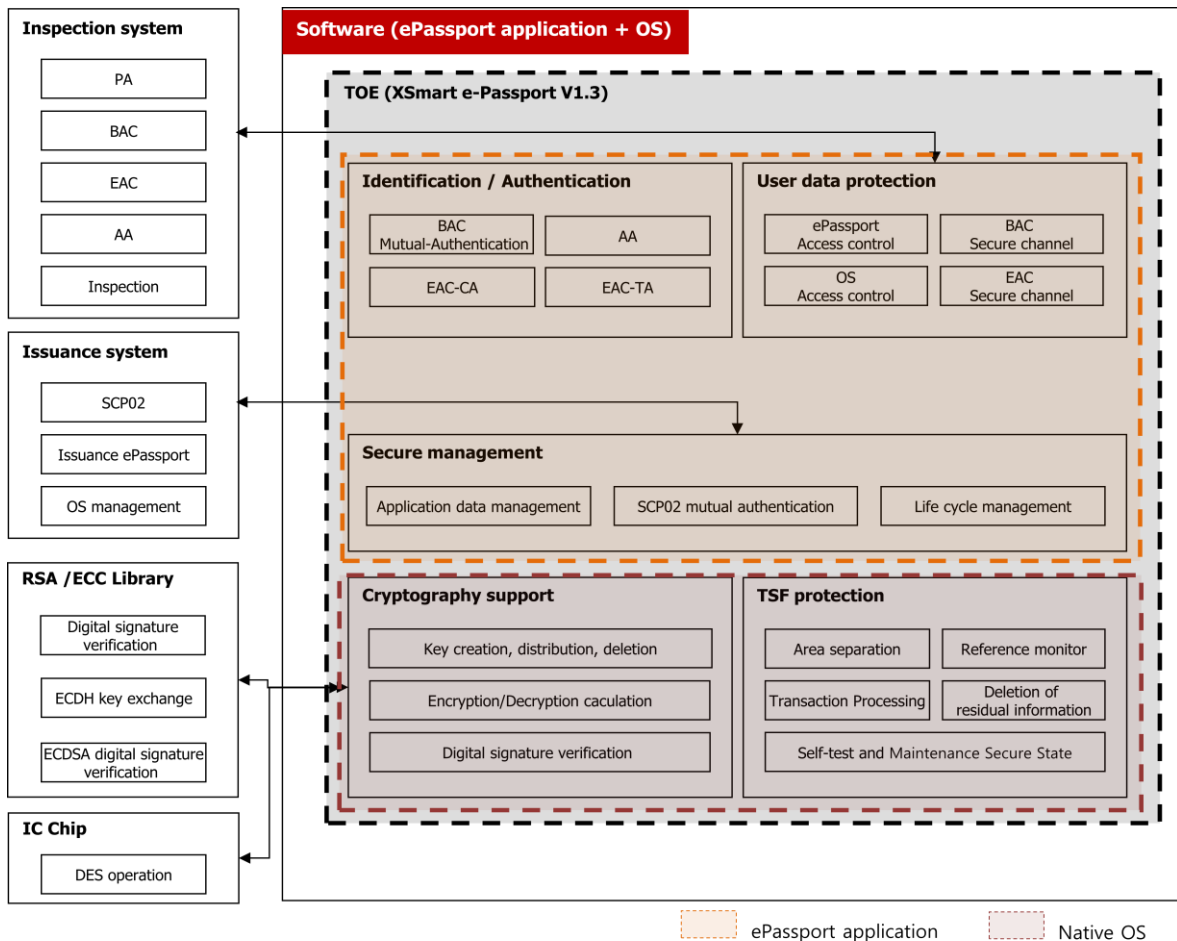 Inspection system
PA
BAC
EAC
AA
Inspection
Issuance system
SCP02
Issuance ePassport
OS management
RSA /ECC Library
Digital signature
verification
ECDH key exchange
ECDSA digital signature
verification
IC Chip
DES operation
Software (ePassport application + OS)
TOE (XSmart e-Passport V1.3)
Identification / Authentication
BAC
Mutual-Authentication
AA
EAC-CA
EAC-TA
User data protection
ePassport
Access control
BAC
Secure channel
OS
Access control
EAC
Secure channel
Secure management
Application data management
SCP02 mutual authentication
Life cycle management
Cryptography support
Key creation, distribution, deletion
Encryption/Decryption caculation
Digital signature verification
TSF protection
Area separation
Reference monitor
Transaction Processing
Deletion of
residual information
Self-test and Maintenance Secure State
ePassport application
Native OS